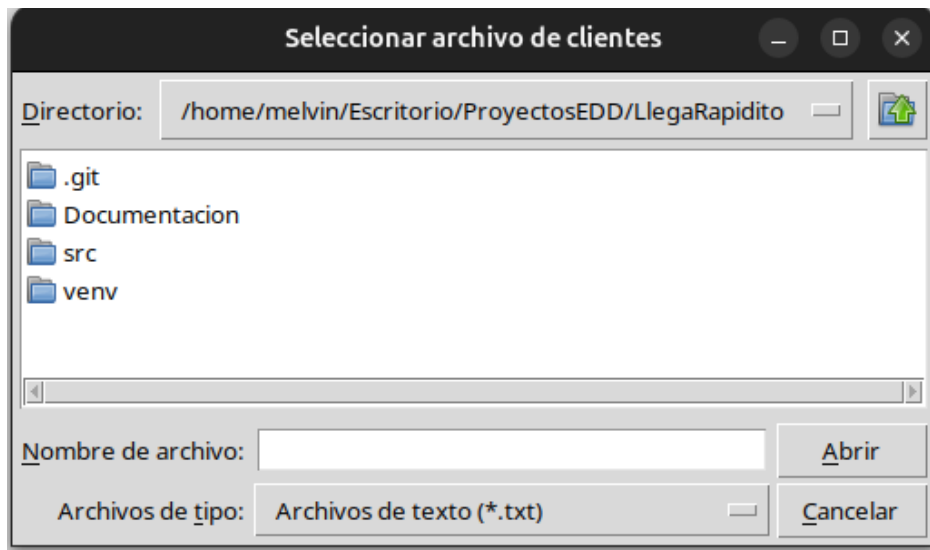 Seleccionar archivo de clientes
Directorio: /home/melvin/Escritorio/ProyectosEDD/LlegaRapidito
.git
Documentacion
src
venv
Nombre de archivo: Abrir
Archivos de tipo: Archivos de texto (*.txt) Cancelar